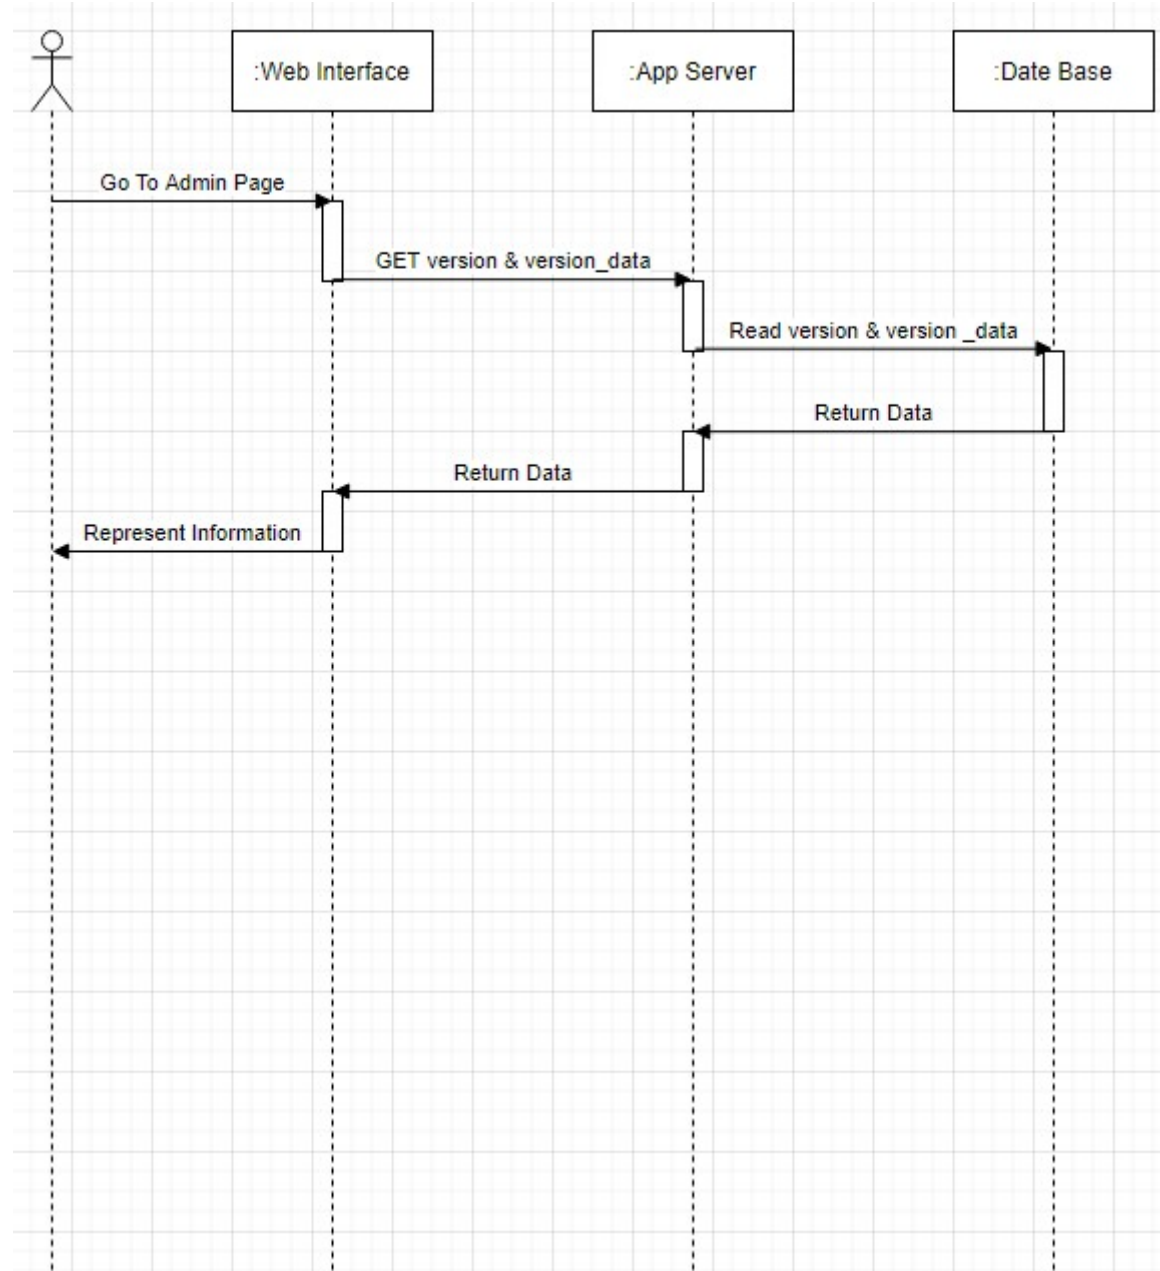 :Web Interface
:App Server
:Date Base
Go To Admin Page
GET version & version_data
Read version & version _data
Return Data
Return Data
Represent Information